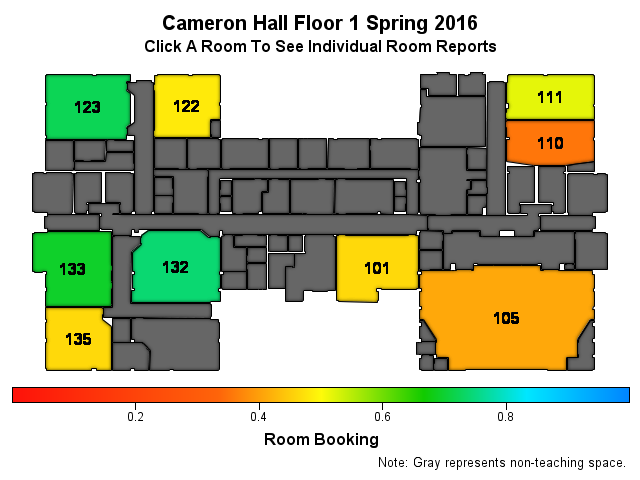 Cameron Hall Floor 1 Spring 2016
Click A Room To See Individual Room Reports
123
122
111
110
133
132
101
105
135
0.2 0.4 0.6 0.8
Room Booking
Note: Gray represents non-teaching space.